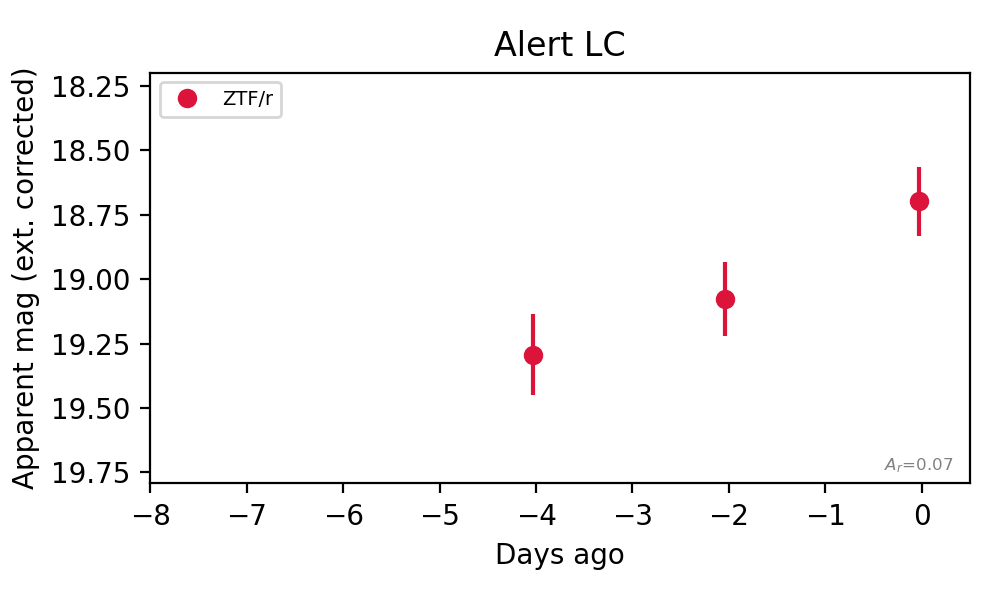 Alert LC
Apparent mag (ext. corrected)
18.25
18.50
18.75
19.00
19.25
19.50
19.75
ZTF/r
A_r=0.07
−8 −7 −6 −5 −4 −3 −2 −1 0
Days ago